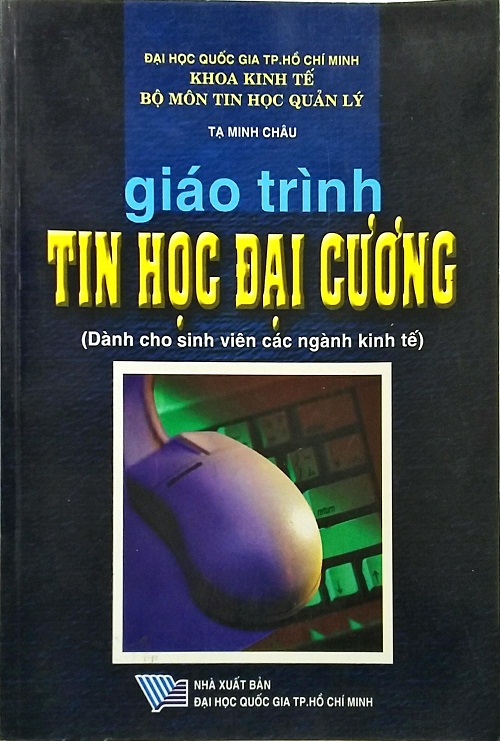 ĐẠI HỌC QUỐC GIA TP.HỒ CHÍ MINH
KHOA KINH TẾ
BỘ MÔN TIN HỌC QUẢN LÝ
TẠ MINH CHÂU
giáo trình
TIN HỌC ĐẠI CƯƠNG
(Dành cho sinh viên các ngành kinh tế)
NHÀ XUẤT BẢN
ĐẠI HỌC QUỐC GIA TP.HỒ CHÍ MINH